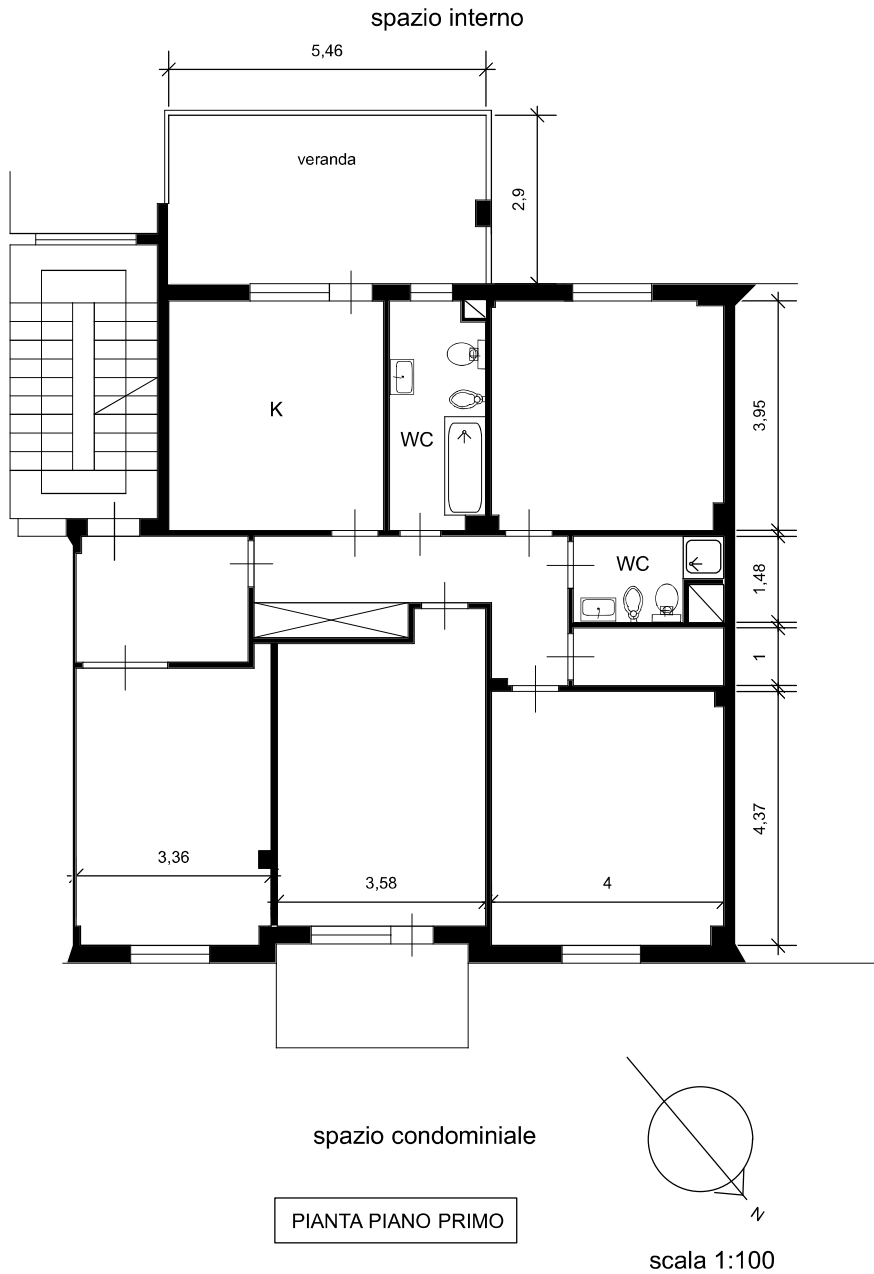 spazio interno
5,46
veranda
2,9
K
WC
3,95
WC
1,48
1
3,36
3,58
4
4,37
spazio condominiale
N
PIANTA PIANO PRIMO
scala 1:100